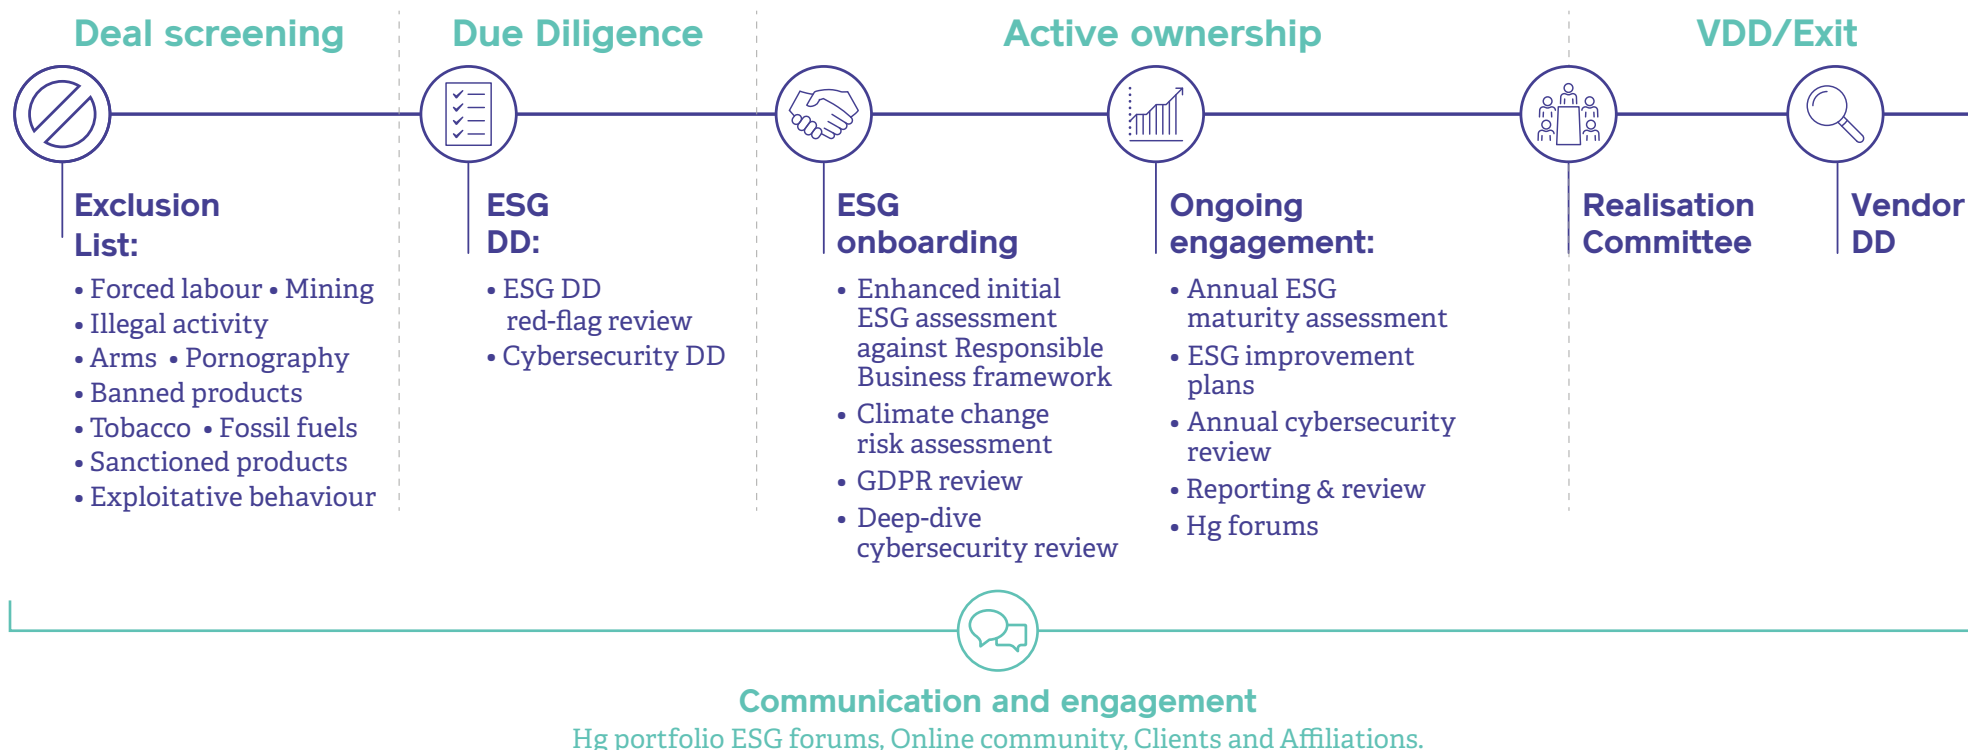 Deal screening
Due Diligence
Active ownership
VDD/Exit
Exclusion
List:
• Forced labour • Mining
• Illegal activity
• Arms • Pornography
• Banned products
• Tobacco • Fossil fuels
• Sanctioned products
• Exploitative behaviour
ESG
DD:
• ESG DD
red-flag review
• Cybersecurity DD
ESG
onboarding
• Enhanced initial
ESG assessment
against Responsible
Business framework
• Climate change
risk assessment
• GDPR review
• Deep-dive
cybersecurity review
Ongoing
engagement:
• Annual ESG
maturity assessment
• ESG improvement
plans
• Annual cybersecurity
review
• Reporting & review
• Hg forums
Realisation
Committee
Vendor
DD
Communication and engagement
Hg portfolio ESG forums, Online community, Clients and Affiliations.